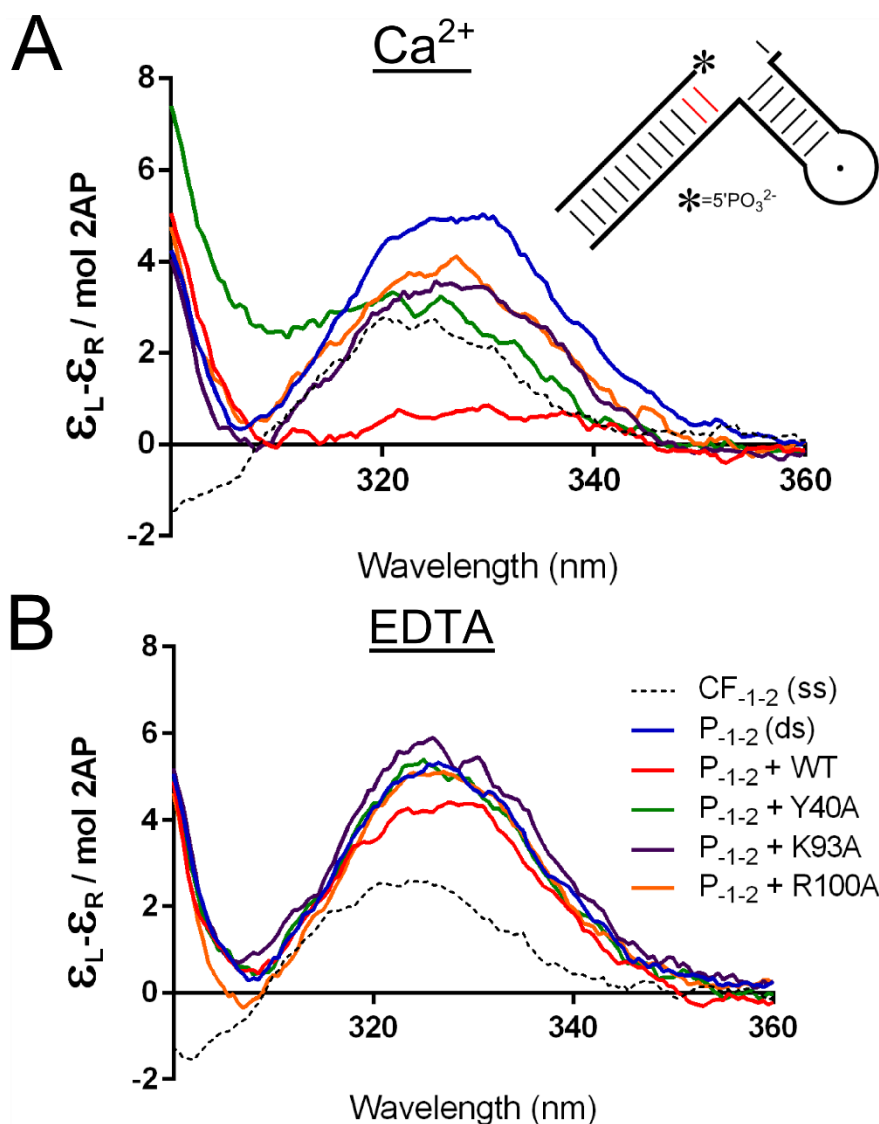 A
Ca²⁺
8
6
4
2
0
-2
320
340
360
εL-εR / mol 2AP
Wavelength (nm)
*
*=5'PO₃²⁻
B
EDTA
8
6
4
2
0
-2
320
340
360
εL-εR / mol 2AP
Wavelength (nm)
CF₋₁₋₂ (ss)
P₋₁₋₂ (ds)
P₋₁₋₂ + WT
P₋₁₋₂ + Y40A
P₋₁₋₂ + K93A
P₋₁₋₂ + R100A